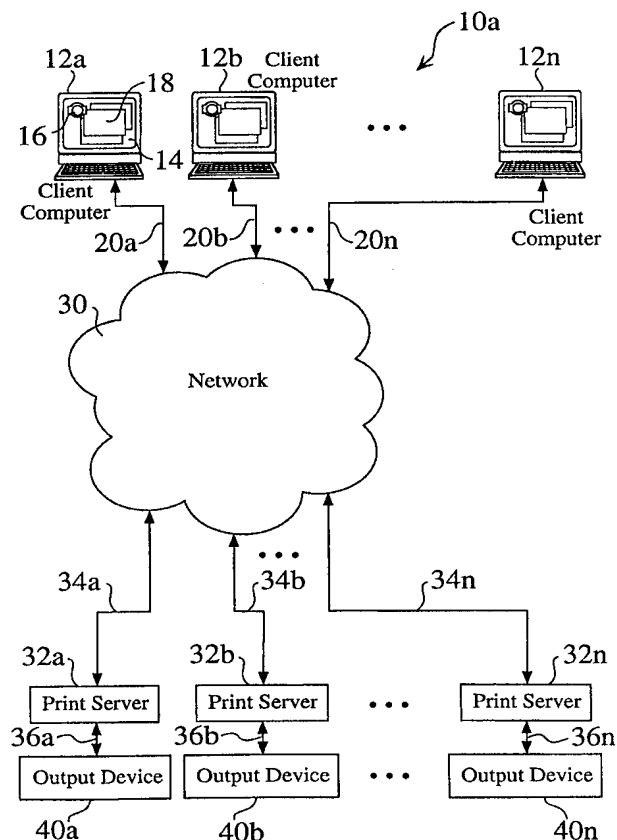 10a
12a
12b
Client
Computer
12n
18
16
14
• • •
Client
Computer
Client
Computer
20a
20b
• • •
20n
30
Network
• • •
34a
34b
34n
32a
32b
32n
Print Server
Print Server
• • •
Print Server
36a
36b
36n
Output Device
Output Device
• • •
Output Device
40a
40b
40n